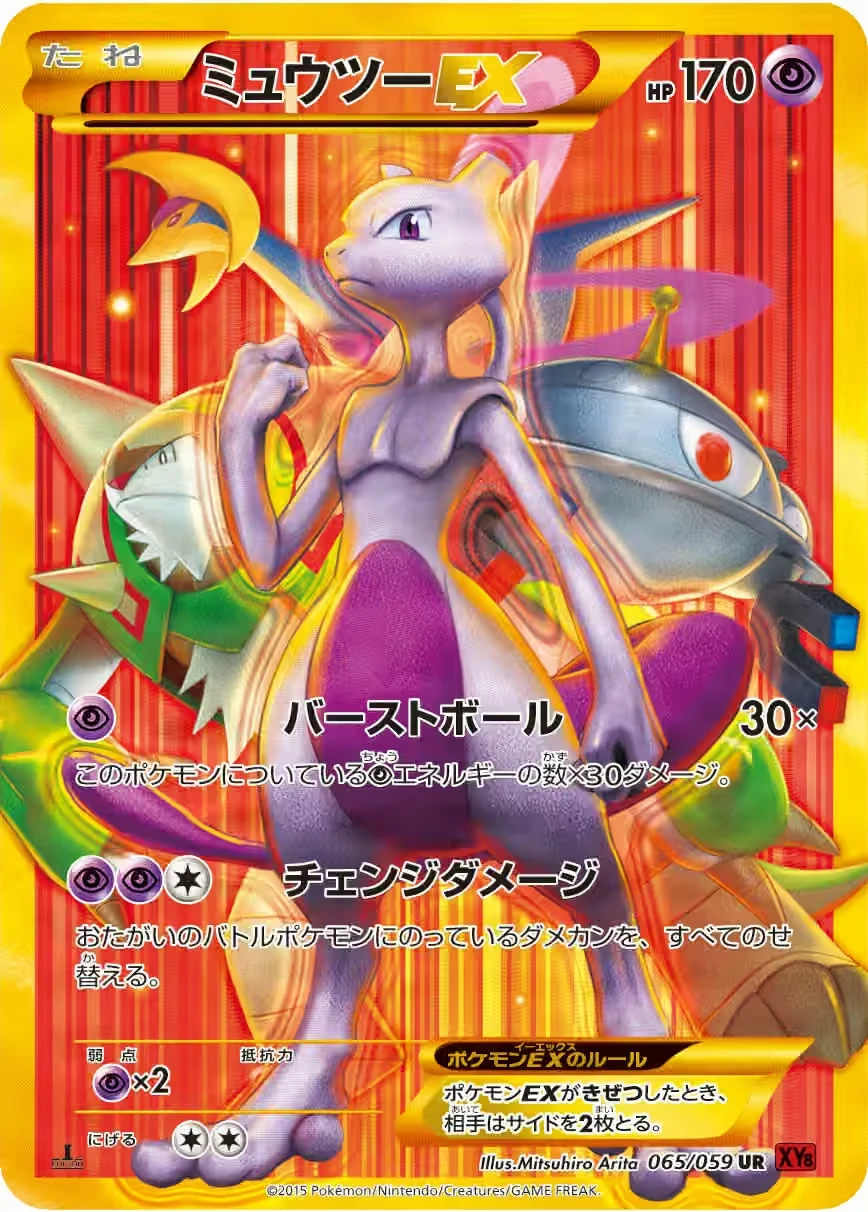 たね
ミュウツーEX
HP170
バーストボール
30×
このポケモンについている超エネルギーの数×30ダメージ。
チェンジダメージ
おたがいのバトルポケモンにのっているダメカンを、すべてのせ
替える。
弱点
×2
抵抗力
にげる
ポケモンEXのルール
ポケモンEXがきぜつしたとき、
相手はサイドを2枚とる。
Illus.Mitsuhiro Arita 065/059 UR XY8
©2015 Pokémon/Nintendo/Creatures/GAME FREAK.